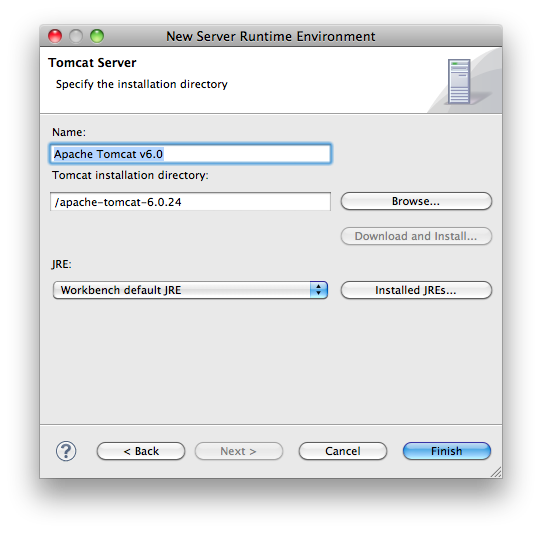 New Server Runtime Environment
Tomcat Server
Specify the installation directory
Name:
Apache Tomcat v6.0
Tomcat installation directory:
/apache-tomcat-6.0.24
Browse...
Download and Install...
JRE:
Workbench default JRE
Installed JREs...
?
< Back
Next >
Cancel
Finish